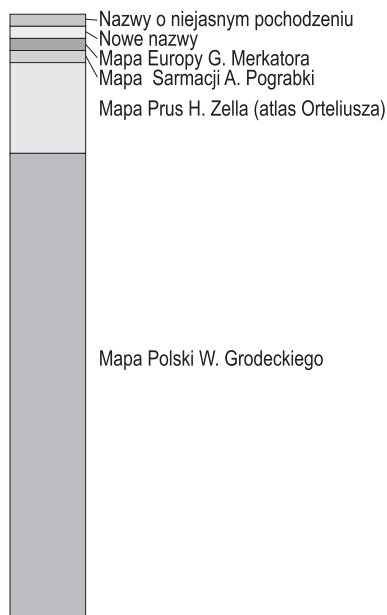 Nazwy o niejasnym pochodzeniu
Nowe nazwy
Mapa Europy G. Merkatora
Mapa Sarmacji A. Pograbki
Mapa Prus H. Zella (atlas Orteliusza)
Mapa Polski W. Grodeckiego